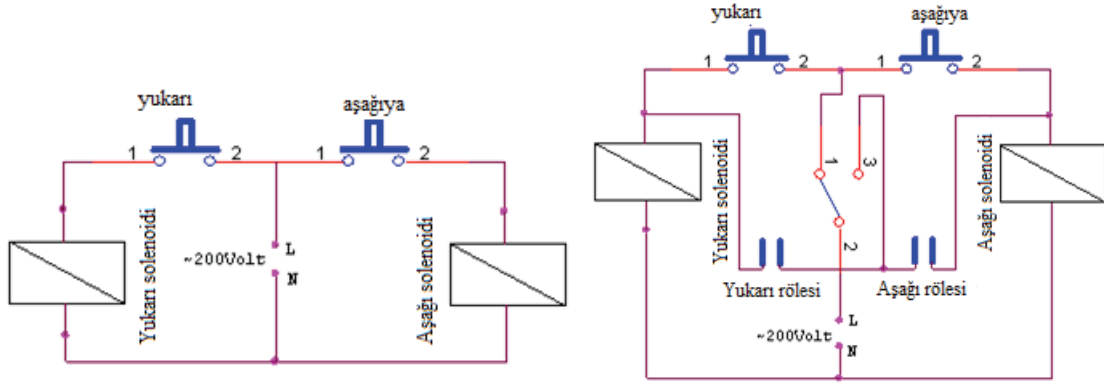 yukarı
aşağıya
1
2
1
2
Yukarı solenoidi
~200Volt
L
N
Aşağı solenoidi
yukarı
aşağıya
1
2
1
2
1
3
2
Yukarı solenoidi
Aşağı solenoidi
Yukarı rölesi
Aşağı rölesi
~200Volt
L
N